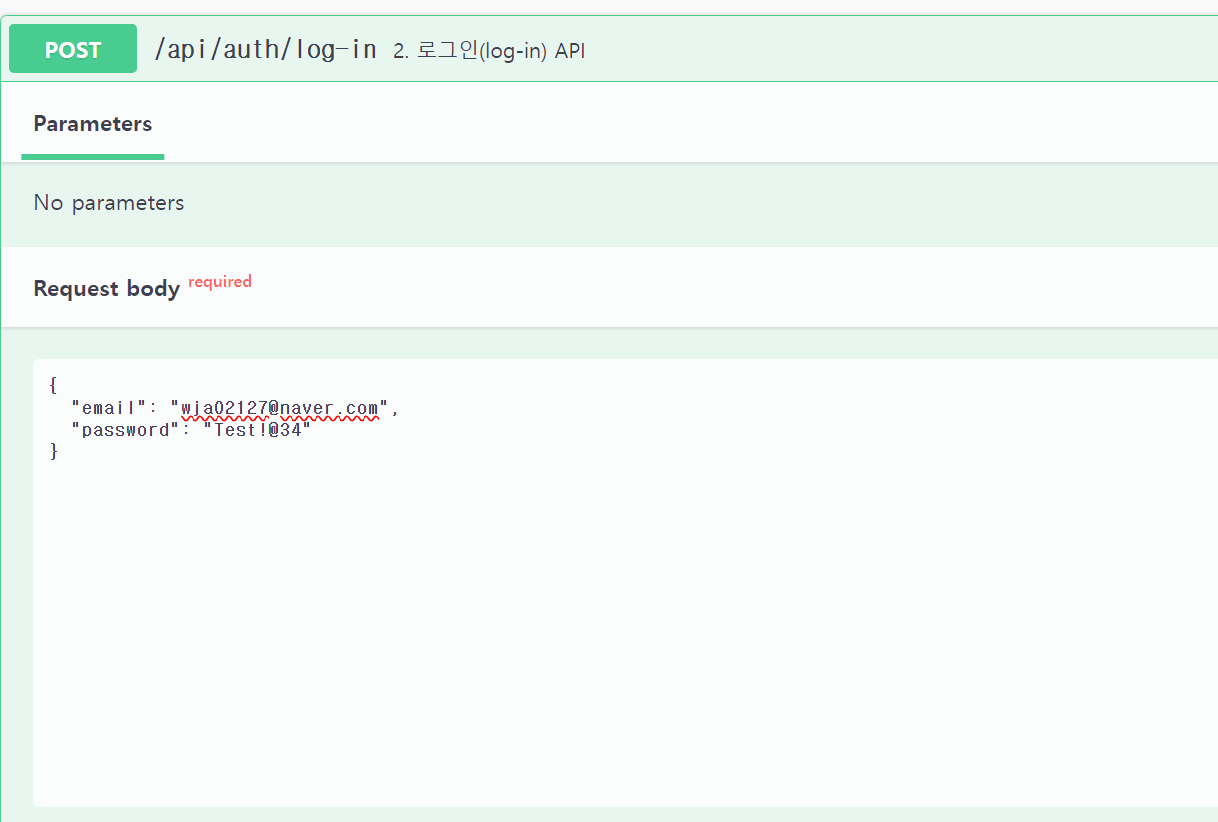 POST /api/auth/log-in 2. 로그인(log-in) API
Parameters
No parameters
Request body required
{
"email": "wja02127@naver.com",
"password": "Test!@34"
}